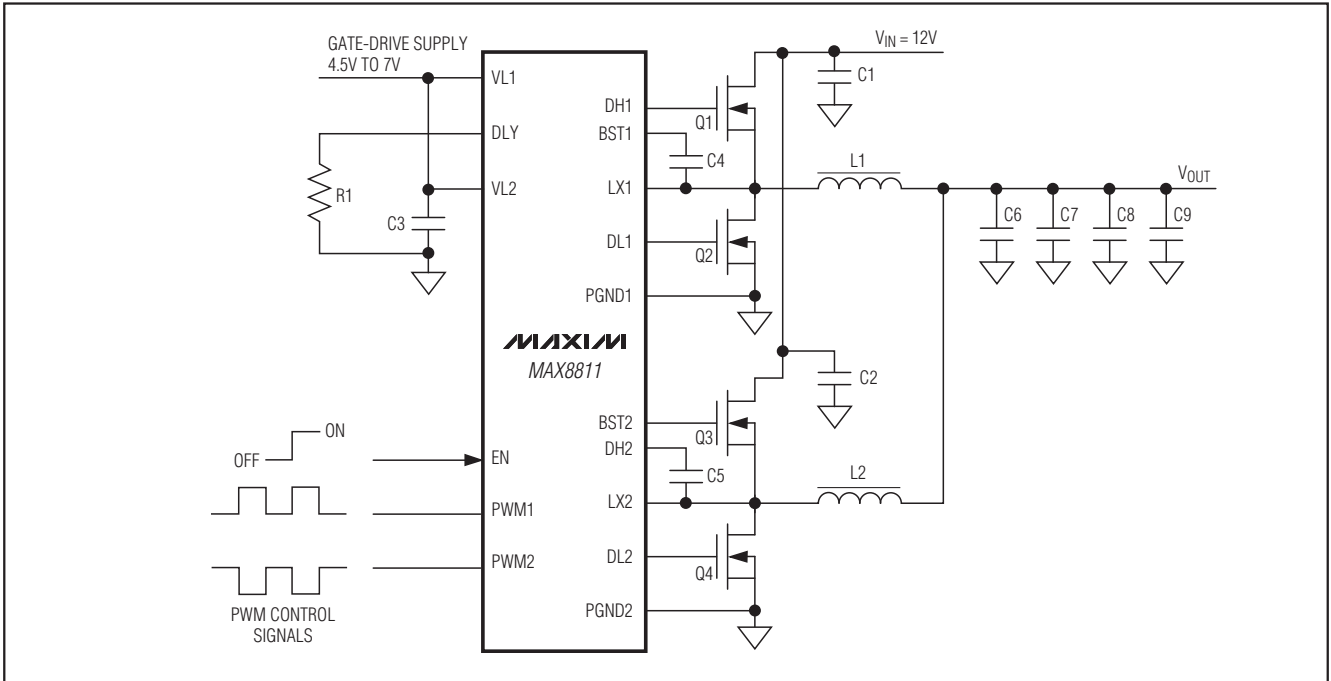 GATE-DRIVE SUPPLY
4.5V TO 7V
VL1
DLY
VL2
R1
C3
DH1
BST1
LX1
DL1
PGND1
Q1
C4
Q2
VIN = 12V
C1
L1
VOUT
C6
C7
C8
C9
MAXIM
MAX8811
C2
BST2
DH2
LX2
DL2
PGND2
Q3
C5
Q4
L2
ON
OFF
EN
PWM1
PWM2
PWM CONTROL
SIGNALS